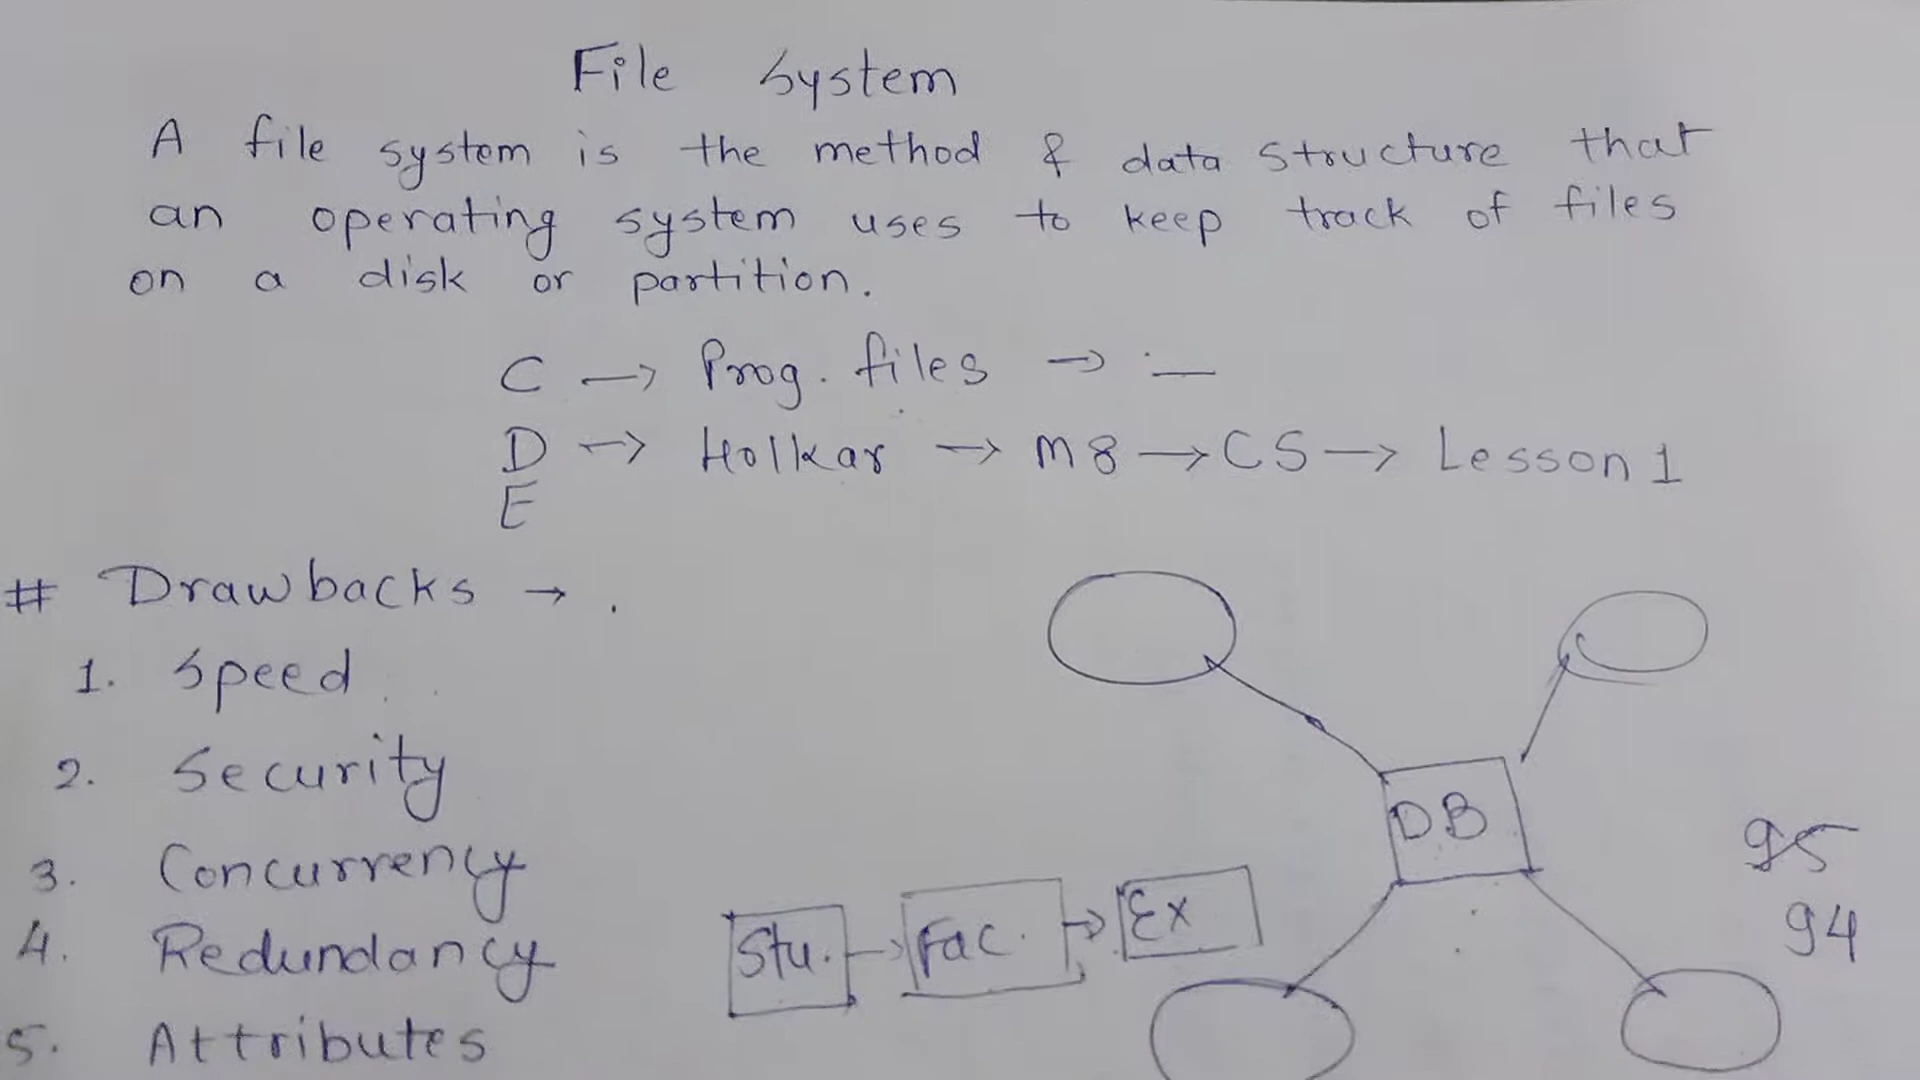 File System
A file system is the method & data structure that
an operating system uses to keep track of files
on a disk or partition.
C → Prog. files → —
D → Holkar → M8 → CS → Lesson 1
E
# Drawbacks → .
1. Speed
2. Security
3. Concurrency
4. Redundancy
5. Attributes
DB
Stu. → Fac. → Ex
95
94